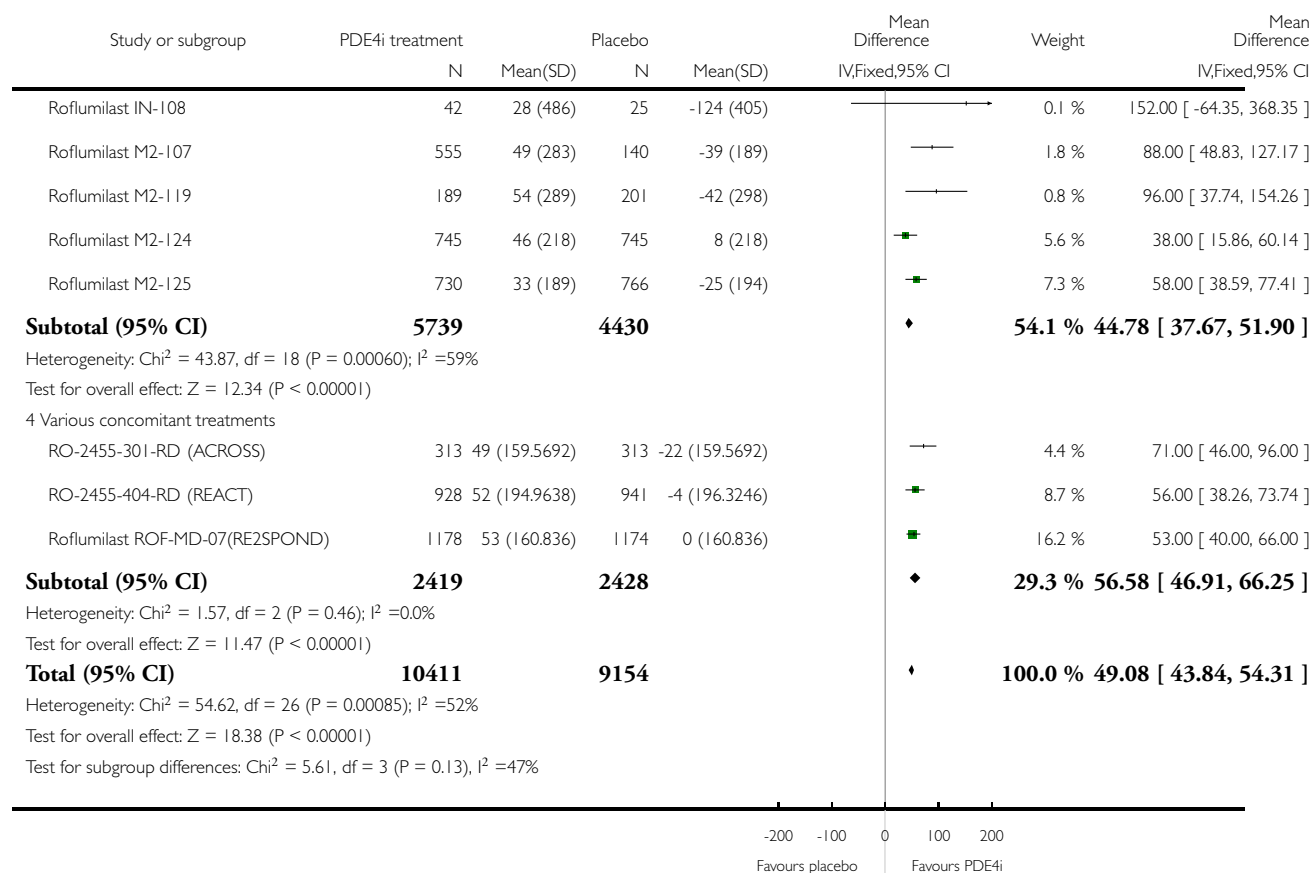 Study or subgroup PDE4i treatment Placebo Mean Difference Weight Mean Difference
N Mean(SD) N Mean(SD) IV,Fixed,95% CI IV,Fixed,95% CI
Roflumilast IN-108 42 28 (486) 25 -124 (405) 0.1 % 152.00 [ -64.35, 368.35 ]
Roflumilast M2-107 555 49 (283) 140 -39 (189) 1.8 % 88.00 [ 48.83, 127.17 ]
Roflumilast M2-119 189 54 (289) 201 -42 (298) 0.8 % 96.00 [ 37.74, 154.26 ]
Roflumilast M2-124 745 46 (218) 745 8 (218) 5.6 % 38.00 [ 15.86, 60.14 ]
Roflumilast M2-125 730 33 (189) 766 -25 (194) 7.3 % 58.00 [ 38.59, 77.41 ]
Subtotal (95% CI) 5739 4430 54.1 % 44.78 [ 37.67, 51.90 ]
Heterogeneity: Chi² = 43.87, df = 18 (P = 0.00060); I² =59%
Test for overall effect: Z = 12.34 (P < 0.00001)
4 Various concomitant treatments
RO-2455-301-RD (ACROSS) 313 49 (159.5692) 313 -22 (159.5692) 4.4 % 71.00 [ 46.00, 96.00 ]
RO-2455-404-RD (REACT) 928 52 (194.9638) 941 -4 (196.3246) 8.7 % 56.00 [ 38.26, 73.74 ]
Roflumilast ROF-MD-07(RE2SPOND) 1178 53 (160.836) 1174 0 (160.836) 16.2 % 53.00 [ 40.00, 66.00 ]
Subtotal (95% CI) 2419 2428 29.3 % 56.58 [ 46.91, 66.25 ]
Heterogeneity: Chi² = 1.57, df = 2 (P = 0.46); I² =0.0%
Test for overall effect: Z = 11.47 (P < 0.00001)
Total (95% CI) 10411 9154 100.0 % 49.08 [ 43.84, 54.31 ]
Heterogeneity: Chi² = 54.62, df = 26 (P = 0.00085); I² =52%
Test for overall effect: Z = 18.38 (P < 0.00001)
Test for subgroup differences: Chi² = 5.61, df = 3 (P = 0.13), I² =47%
-200 -100 0 100 200
Favours placebo Favours PDE4i